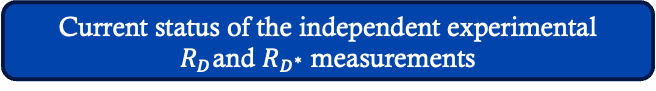 Current status of the independent experimental
R_D and R_D* measurements